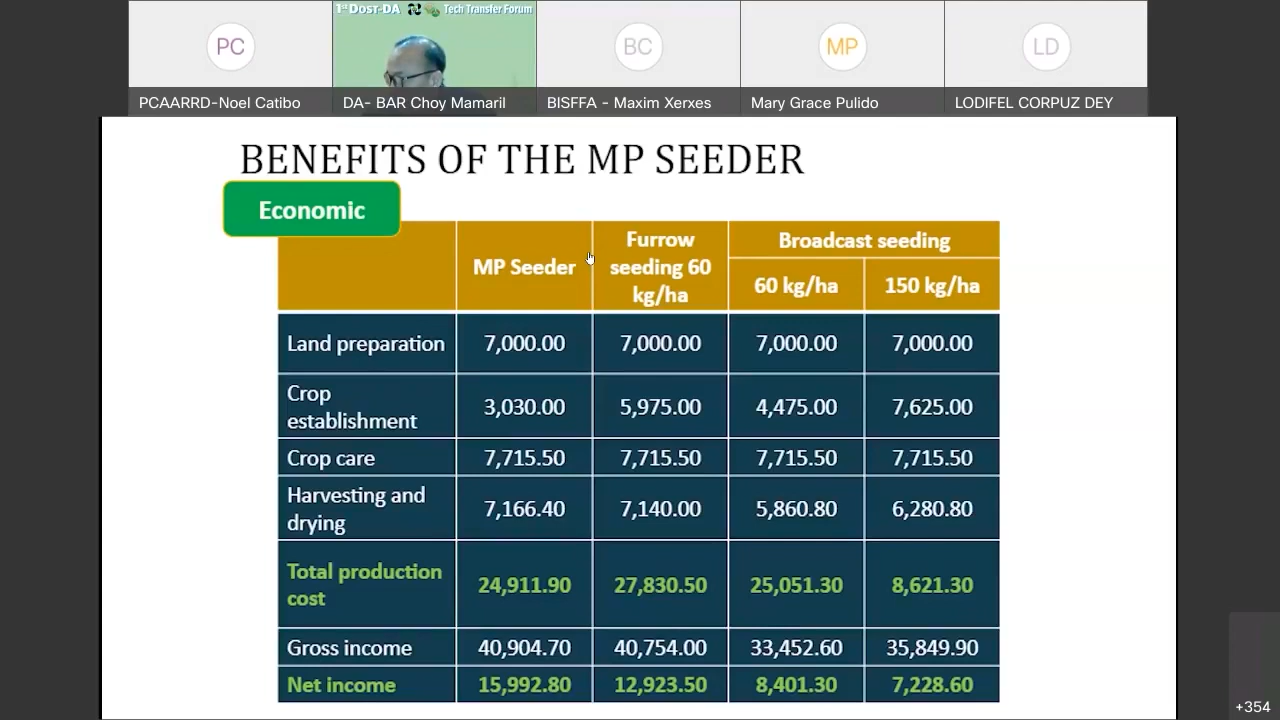 1st DOST-DA Tech Transfer Forum
PC
BC
MP
LD
PCAARRD-Noel Catibo
DA- BAR Choy Mamaril
BISFFA - Maxim Xerxes
Mary Grace Pulido
LODIFEL CORPUZ DEY
BENEFITS OF THE MP SEEDER
Economic
MP Seeder
Furrow
seeding 60
kg/ha
Broadcast seeding
60 kg/ha
150 kg/ha
Land preparation 7,000.00 7,000.00 7,000.00 7,000.00
Crop
establishment 3,030.00 5,975.00 4,475.00 7,625.00
Crop care 7,715.50 7,715.50 7,715.50 7,715.50
Harvesting and
drying 7,166.40 7,140.00 5,860.80 6,280.80
Total production
cost 24,911.90 27,830.50 25,051.30 8,621.30
Gross income 40,904.70 40,754.00 33,452.60 35,849.90
Net income 15,992.80 12,923.50 8,401.30 7,228.60
+354